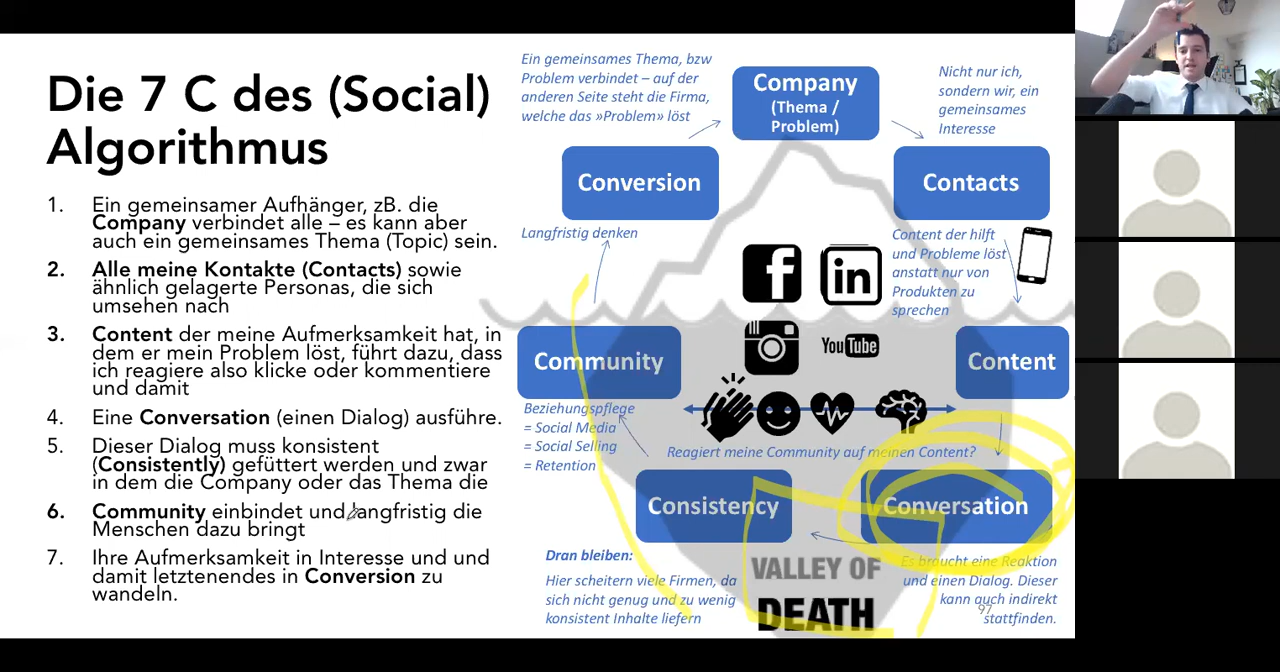 Die 7 C des (Social)
Algorithmus
1. Ein gemeinsamer Aufhänger, zB. die
Company verbindet alle – es kann aber
auch ein gemeinsames Thema (Topic) sein.
2. Alle meine Kontakte (Contacts) sowie
ähnlich gelagerte Personas, die sich
umsehen nach
3. Content der meine Aufmerksamkeit hat, in
dem er mein Problem löst, führt dazu, dass
ich reagiere also klicke oder kommentiere
und damit
4. Eine Conversation (einen Dialog) ausführe.
5. Dieser Dialog muss konsistent
(Consistently) gefüttert werden und zwar
in dem die Company oder das Thema die
6. Community einbindet und langfristig die
Menschen dazu bringt
7. Ihre Aufmerksamkeit in Interesse und und
damit letztenendes in Conversion zu
wandeln.
Ein gemeinsames Thema, bzw
Problem verbindet – auf der
anderen Seite steht die Firma,
welche das »Problem» löst
Company
(Thema /
Problem)
Nicht nur ich,
sondern wir, ein
gemeinsames
Interesse
Conversion
Contacts
Langfristig denken
Content der hilft
und Probleme löst
anstatt nur von
Produkten zu
sprechen
f
in
YouTube
Community
Content
Beziehungspflege
= Social Media
= Social Selling
= Retention
Reagiert meine Community auf meinen Content?
Consistency
Conversation
Dran bleiben:
Hier scheitern viele Firmen, da
sich nicht genug und zu wenig
konsistent Inhalte liefern
VALLEY OF
DEATH
Es braucht eine Reaktion
und einen Dialog. Dieser
kann auch indirekt
stattfinden.
97